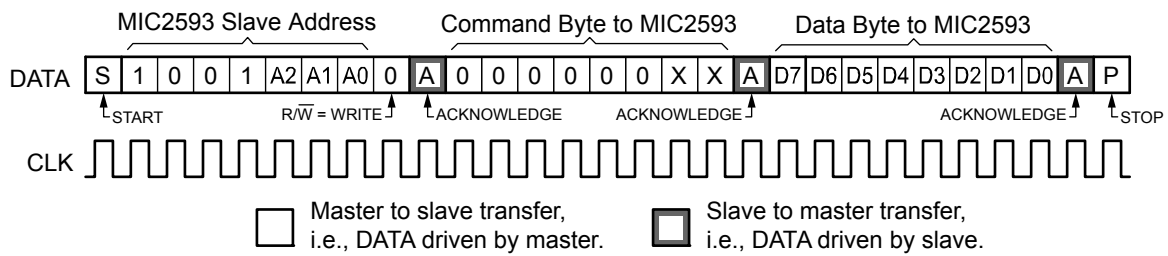 MIC2593 Slave Address Command Byte to MIC2593 Data Byte to MIC2593
DATA S 1 0 0 1 A2 A1 A0 0 A 0 0 0 0 0 0 X X A D7 D6 D5 D4 D3 D2 D1 D0 A P
START R/W̅ = WRITE ACKNOWLEDGE ACKNOWLEDGE ACKNOWLEDGE STOP
CLK
Master to slave transfer,
i.e., DATA driven by master.
Slave to master transfer,
i.e., DATA driven by slave.